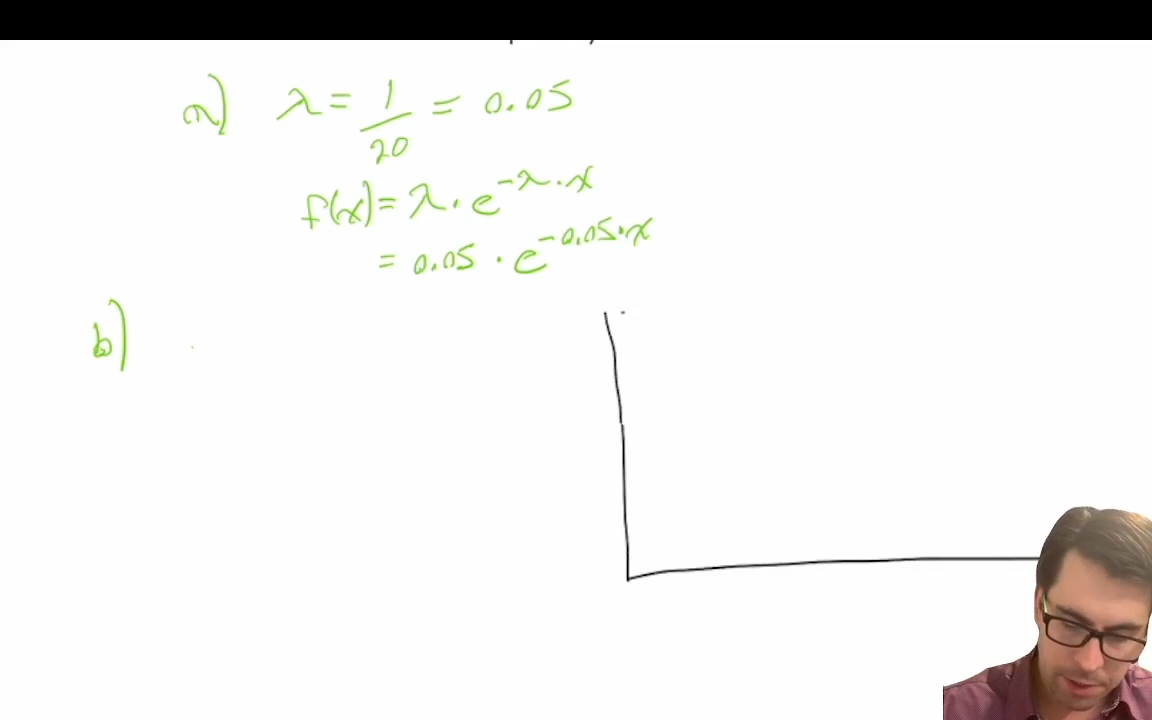 a) λ = 1/20 = 0.05
f(x) = λ · e^{-λ · x}
= 0.05 · e^{-0.05 · x}
b)